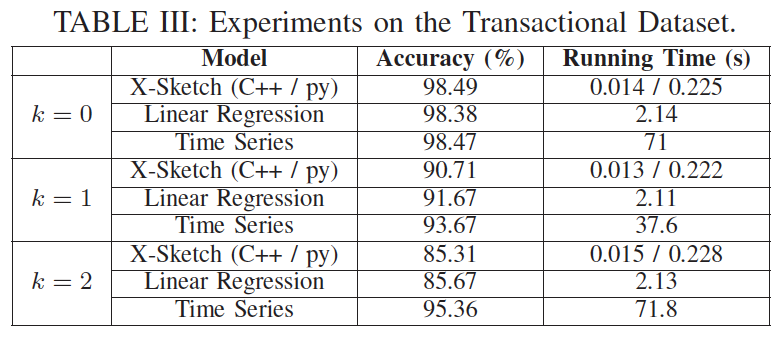 TABLE III: Experiments on the Transactional Dataset.
Model Accuracy (%) Running Time (s)
k = 0 X-Sketch (C++ / py) 98.49 0.014 / 0.225
Linear Regression 98.38 2.14
Time Series 98.47 71
k = 1 X-Sketch (C++ / py) 90.71 0.013 / 0.222
Linear Regression 91.67 2.11
Time Series 93.67 37.6
k = 2 X-Sketch (C++ / py) 85.31 0.015 / 0.228
Linear Regression 85.67 2.13
Time Series 95.36 71.8